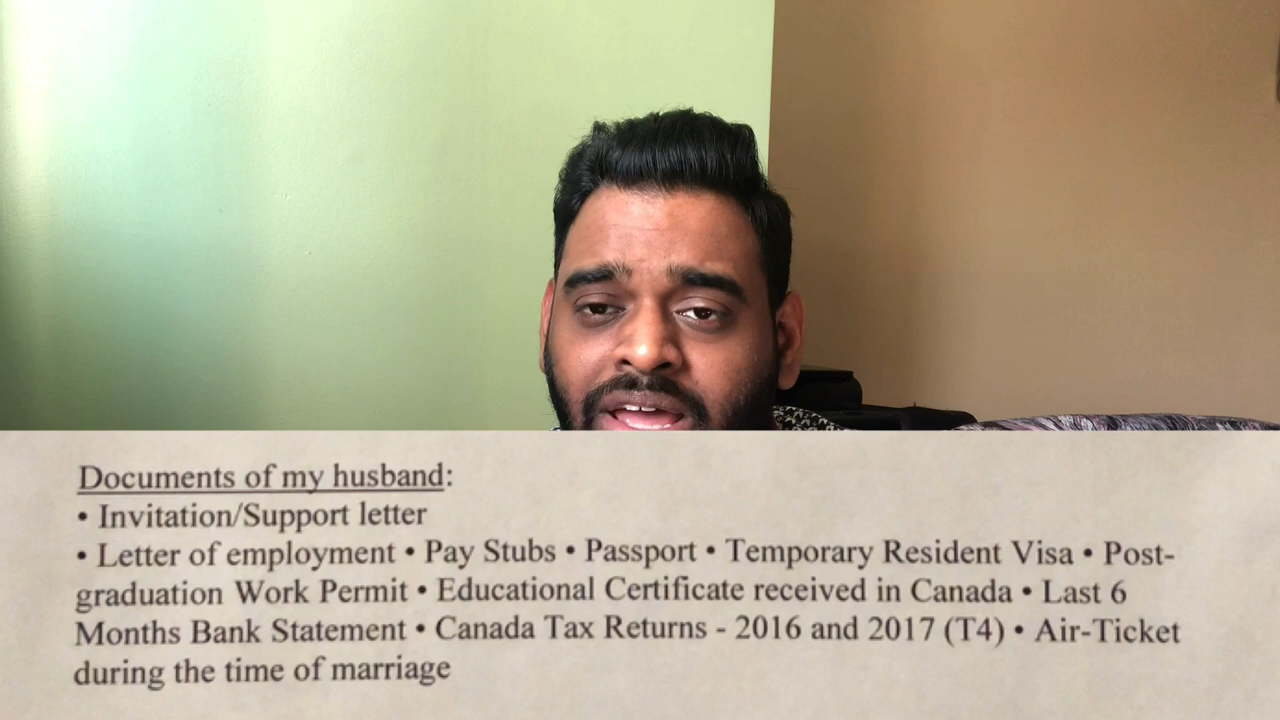 Documents of my husband:
• Invitation/Support letter
• Letter of employment • Pay Stubs • Passport • Temporary Resident Visa • Post-
graduation Work Permit • Educational Certificate received in Canada • Last 6
Months Bank Statement • Canada Tax Returns - 2016 and 2017 (T4) • Air-Ticket
during the time of marriage